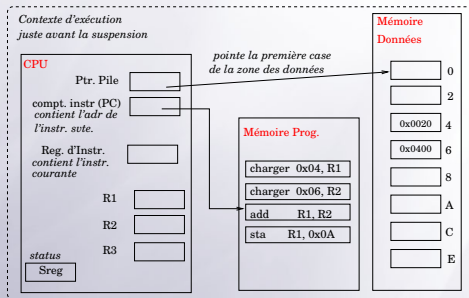 Contexte d'exécution
juste avant la suspension
CPU
Ptr. Pile
compt. instr (PC)
contient l'adr de
l'instr. svte.
Reg. d'Instr.
contient l'instr.
courante
R1
R2
R3
status
Sreg
pointe la première case
de la zone des données
Mémoire Prog.
charger 0x04, R1
charger 0x06, R2
add R1, R2
sta R1, 0x0A
Mémoire
Données
0
2
0x0020 4
0x0400 6
8
A
C
E